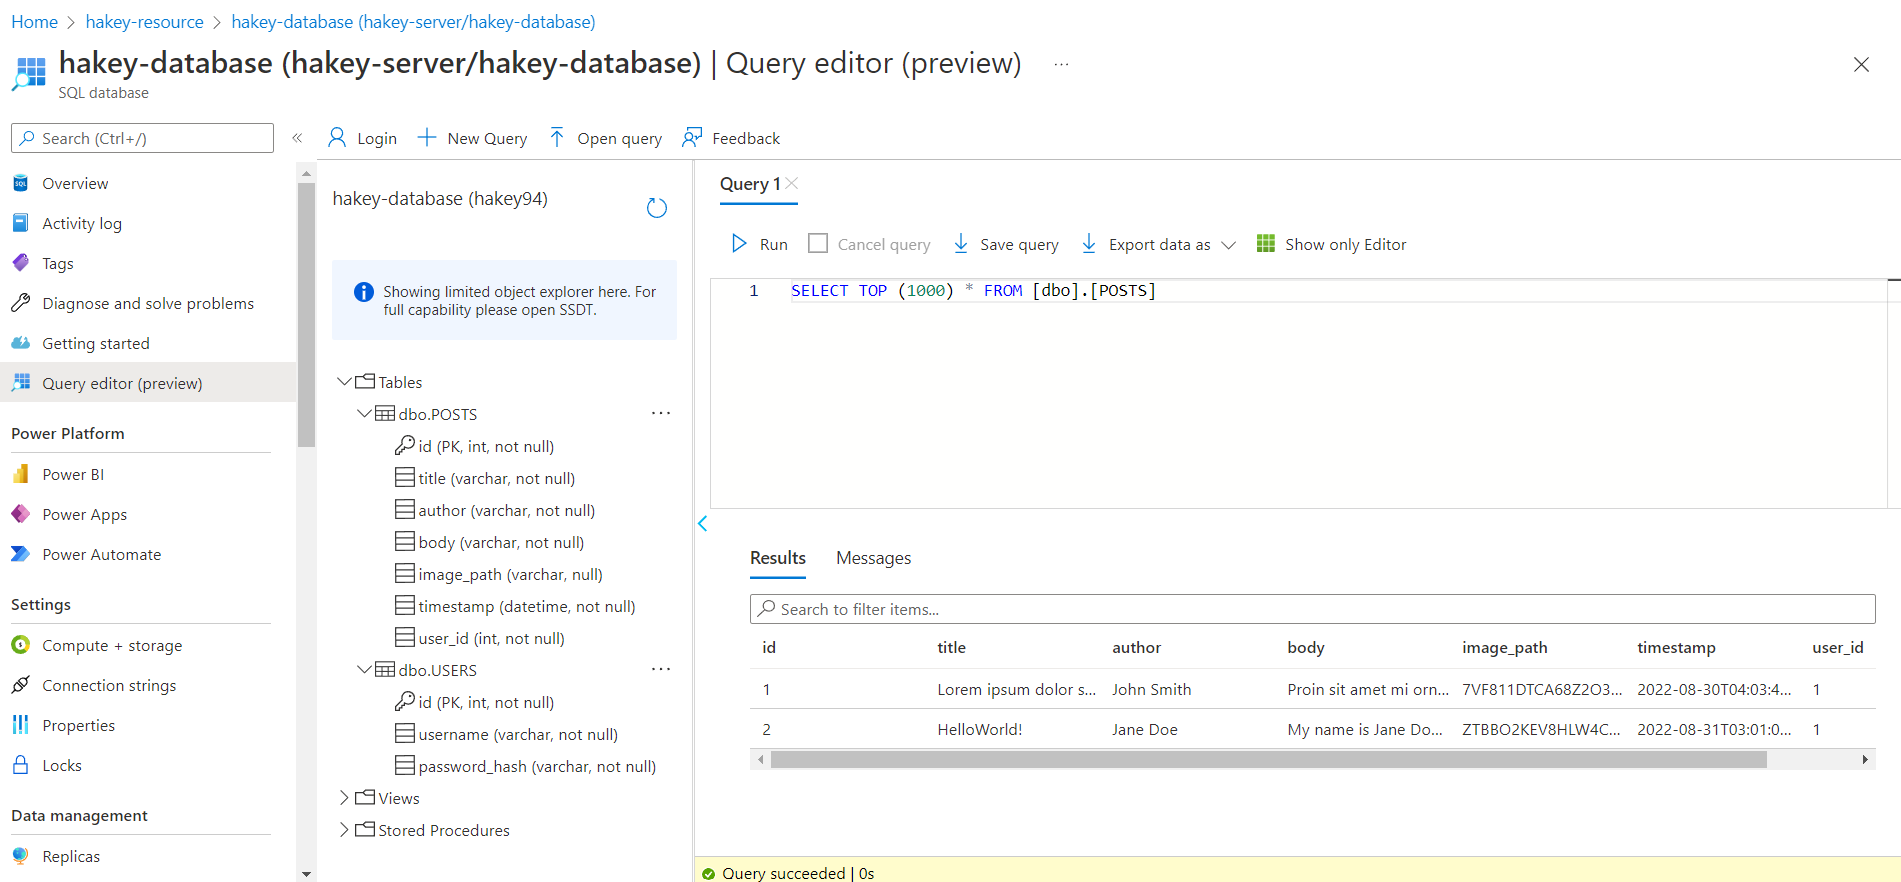 Home > hakey-resource > hakey-database (hakey-server/hakey-database)
hakey-database (hakey-server/hakey-database) | Query editor (preview) ...
SQL database
Search (Ctrl+/)
«
Login
New Query
Open query
Feedback
Overview
Activity log
Tags
Diagnose and solve problems
Getting started
Query editor (preview)
Power Platform
Power BI
Power Apps
Power Automate
Settings
Compute + storage
Connection strings
Properties
Locks
Data management
Replicas
hakey-database (hakey94)
Showing limited object explorer here. For
full capability please open SSDT.
Tables
dbo.POSTS ...
id (PK, int, not null)
title (varchar, not null)
author (varchar, not null)
body (varchar, not null)
image_path (varchar, null)
timestamp (datetime, not null)
user_id (int, not null)
dbo.USERS ...
id (PK, int, not null)
username (varchar, not null)
password_hash (varchar, not null)
Views
Stored Procedures
Query 1
Run
Cancel query
Save query
Export data as
Show only Editor
1 SELECT TOP (1000) * FROM [dbo].[POSTS]
Results Messages
Search to filter items...
id title author body image_path timestamp user_id
1 Lorem ipsum dolor s... John Smith Proin sit amet mi orn... 7VF811DTCA68Z2O3... 2022-08-30T04:03:4... 1
2 HelloWorld! Jane Doe My name is Jane Do... ZTBBO2KEV8HLW4C... 2022-08-31T03:01:0... 1
Query succeeded | 0s